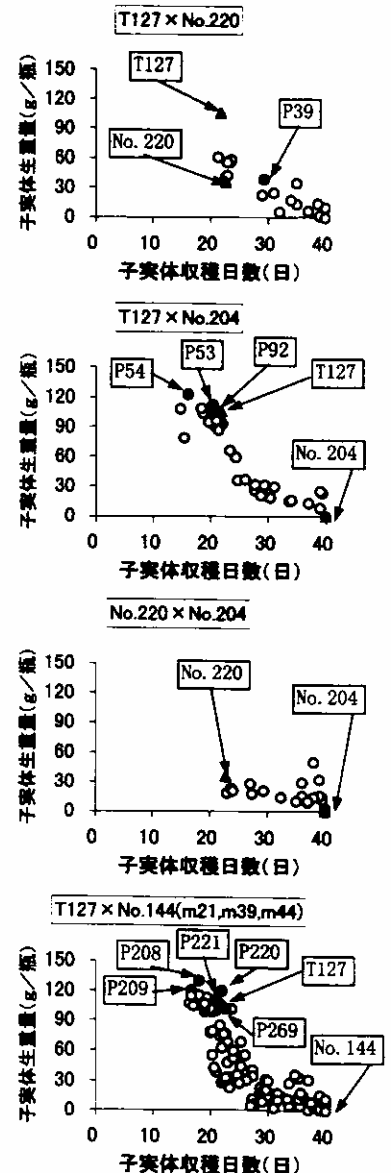 T127×No.220
子実体生重量(g/瓶)
150
120
90
60
30
0
T127
No. 220
P39
0 10 20 30 40
子実体収穫日数(日)
T127×No.204
子実体生重量(g/瓶)
150
120
90
60
30
0
P54
P53
P92
T127
No. 204
0 10 20 30 40
子実体収穫日数(日)
No.220×No.204
子実体生重量(g/瓶)
150
120
90
60
30
0
No. 220
No. 204
0 10 20 30 40
子実体収穫日数(日)
T127×No.144(m21,m39,m44)
子実体生重量(g/瓶)
150
120
90
60
30
0
P208
P221
P220
P209
T127
P269
No. 144
0 10 20 30 40
子実体収穫日数(日)